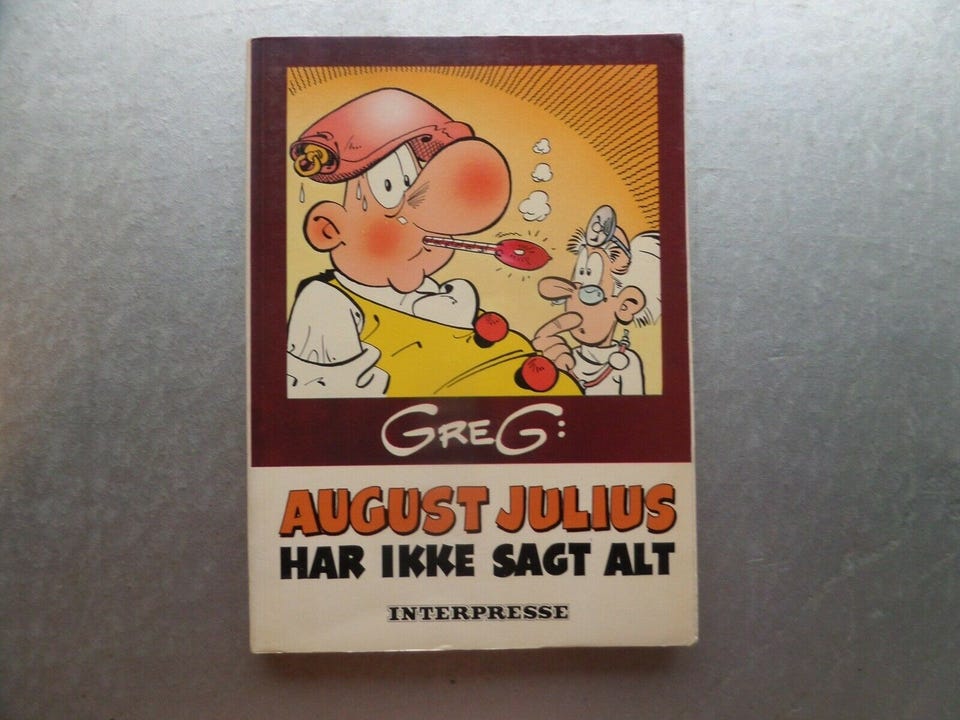 GREG:
AUGUST JULIUS
HAR IKKE SAGT ALT
INTERPRESSE